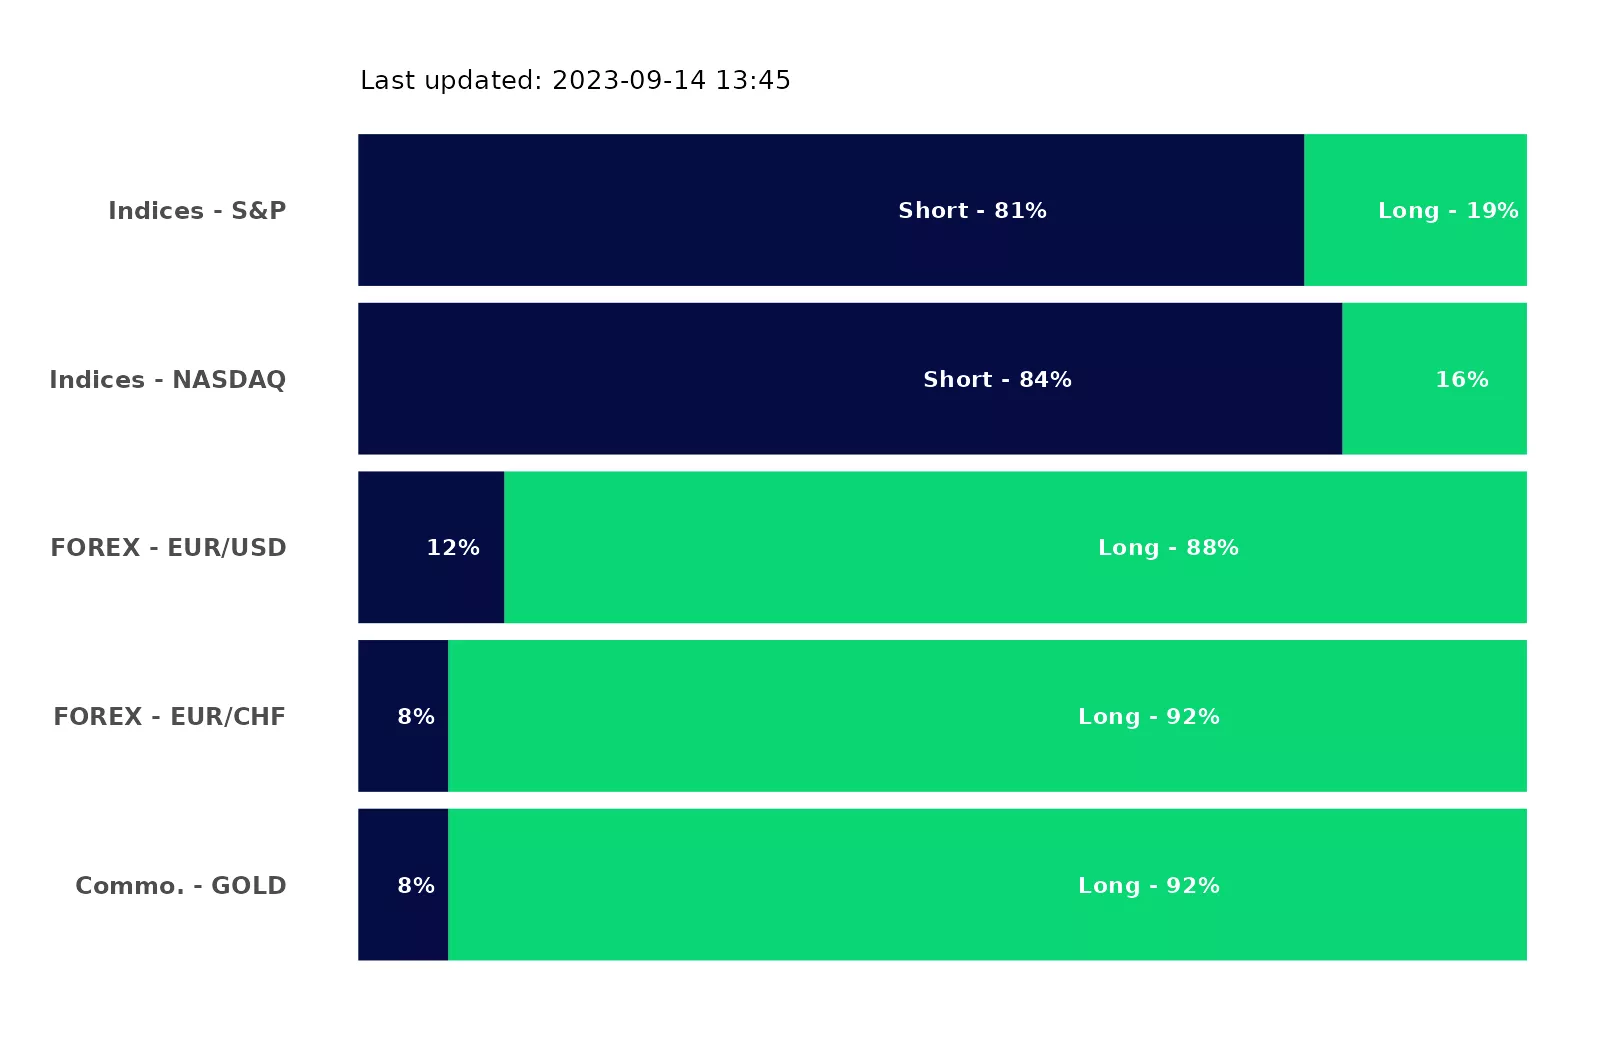 Last updated: 2023-09-14 13:45
Indices - S&P Short - 81% Long - 19%
Indices - NASDAQ Short - 84% 16%
FOREX - EUR/USD 12% Long - 88%
FOREX - EUR/CHF 8% Long - 92%
Commo. - GOLD 8% Long - 92%